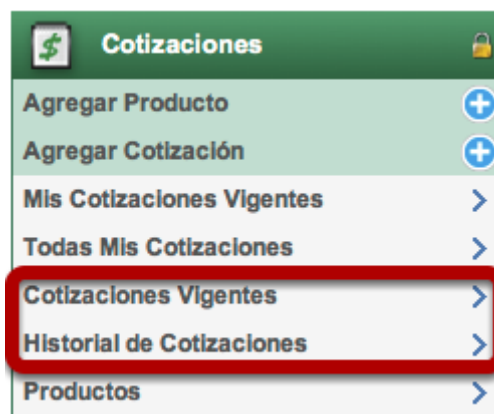 Cotizaciones
Agregar Producto
Agregar Cotización
Mis Cotizaciones Vigentes
Todas Mis Cotizaciones
Cotizaciones Vigentes
Historial de Cotizaciones
Productos